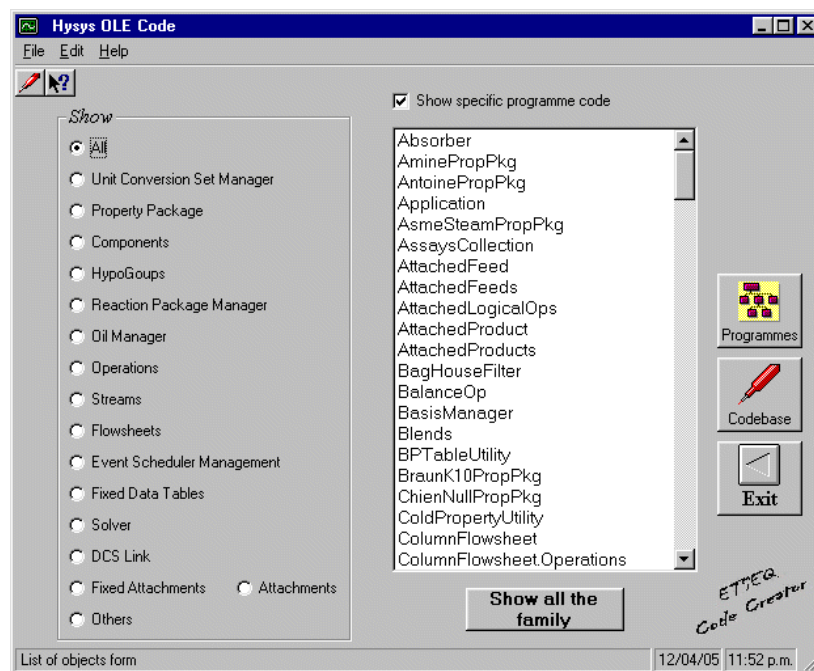 Hysys OLE Code
File Edit Help
Show
All
Unit Conversion Set Manager
Property Package
Components
HypoGoups
Reaction Package Manager
Oil Manager
Operations
Streams
Flowsheets
Event Scheduler Management
Fixed Data Tables
Solver
DCS Link
Fixed Attachments Attachments
Others
Show specific programme code
Absorber
AminePropPkg
AntoinePropPkg
Application
AsmeSteamPropPkg
AssaysCollection
AttachedFeed
AttachedFeeds
AttachedLogicalOps
AttachedProduct
AttachedProducts
BagHouseFilter
BalanceOp
BasisManager
Blends
BPTableUtility
BraunK10PropPkg
ChienNullPropPkg
ColdPropertyUtility
ColumnFlowsheet
ColumnFlowsheet.Operations
Show all the
family
Programmes
Codebase
Exit
Code Creator
List of objects form 12/04/05 11:52 p.m.